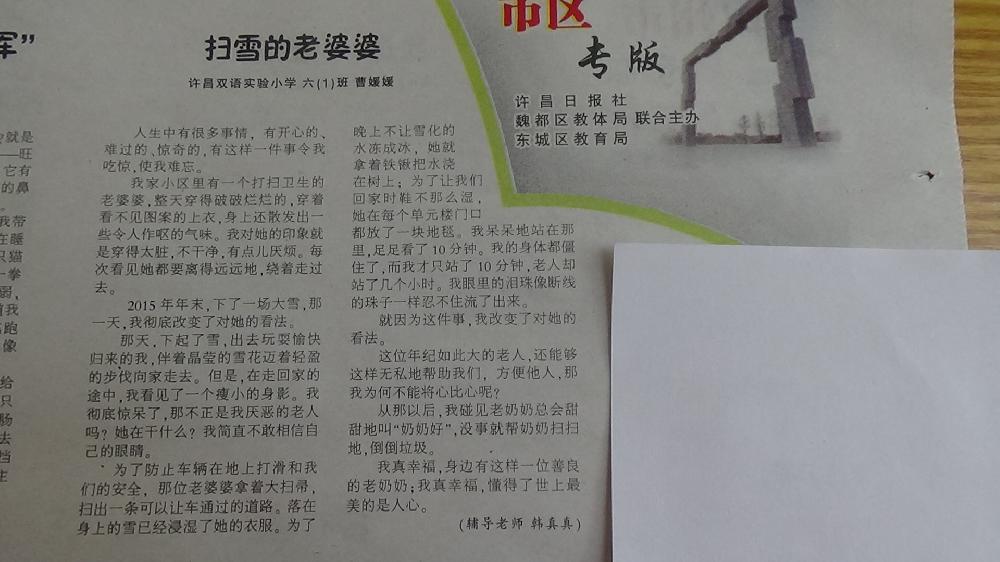 军”
就是
——旺
它有
的鼻
我带
在睡
只猫
一拳
弱，
我
跑
像
给
只
肠
去
挡
主
扫雪的老婆婆
许昌双语实验小学 六(1)班 曹媛媛
人生中有很多事情，有开心的、
难过的、惊奇的，有这样一件事令我
吃惊，使我难忘。
我家小区里有一个打扫卫生的
老婆婆，整天穿得破破烂烂的，穿着
看不见图案的上衣，身上还散发出一
些令人作呕的气味。我对她的印象就
是穿得太脏，不干净，有点儿厌烦。每
次看见她都要离得远远地，绕着走过
去。
2015年年末，下了一场大雪，那
一天，我彻底改变了对她的看法。
那天，下起了雪，出去玩耍愉快
归来的我，伴着晶莹的雪花迈着轻盈
的步伐向家走去。但是，在走回家的
途中，我看见了一个瘦小的身影。我
彻底惊呆了，那不正是我厌恶的老人
吗？她在干什么？我简直不敢相信自
己的眼睛。
为了防止车辆在地上打滑和我
们的安全，那位老婆婆拿着大扫帚，
扫出一条可以让车通过的道路。落在
身上的雪已经浸湿了她的衣服。为了
晚上不让雪化的
水冻成冰，她就
拿着铁锹把水浇
在树上；为了让我们
回家时鞋不那么湿，
她在每个单元楼门口
都放了一块地毯。我呆呆地站在那
里，足足看了10分钟。我的身体都僵
住了，而我才只站了10分钟，老人却
站了几个小时。我眼里的泪珠像断线
的珠子一样忍不住流了出来。
就因为这件事，我改变了对她的
看法。
这位年纪如此大的老人，还能够
这样无私地帮助我们，方便他人，那
我为何不能将心比心呢？
从那以后，我碰见老奶奶总会甜
甜地叫“奶奶好”，没事就帮奶奶扫扫
地，倒倒垃圾。
我真幸福，身边有这样一位善良
的老奶奶；我真幸福，懂得了世上最
美的是人心。
(辅导老师 韩真真)
市区
专版
许昌日报社
魏都区教体局 联合主办
东城区教育局